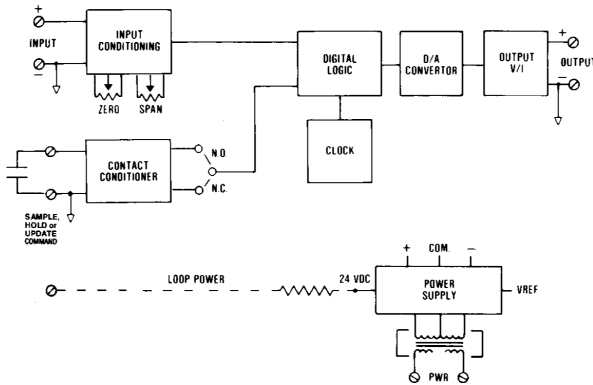 +
INPUT
−
INPUT
CONDITIONING
ZERO
SPAN
DIGITAL
LOGIC
D/A
CONVERTOR
OUTPUT
V/I
+
OUTPUT
−
CLOCK
CONTACT
CONDITIONER
N.O.
N.C.
SAMPLE,
HOLD or
UPDATE
COMMAND
LOOP POWER
24 VDC
+ COM. −
POWER
SUPPLY
VREF
PWR